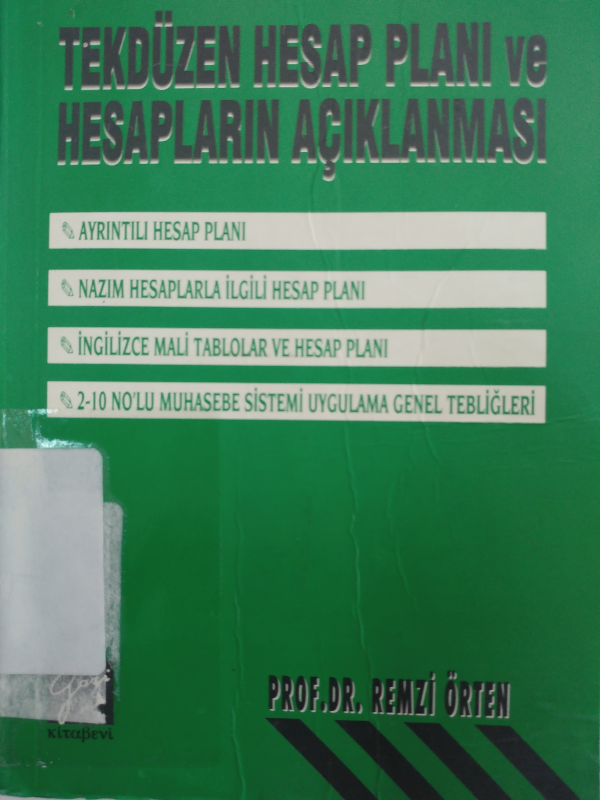 TEKDÜZEN HESAP PLANI ve
HESAPLARIN AÇIKLANMASI
AYRINTILI HESAP PLANI
NAZIM HESAPLARLA İLGİLİ HESAP PLANI
İNGİLİZCE MALİ TABLOLAR VE HESAP PLANI
2-10 NO'LU MUHASEBE SİSTEMİ UYGULAMA GENEL TEBLİĞLERİ
PROF.DR. REMZİ ÖRTEN
Gazi
kitabevi